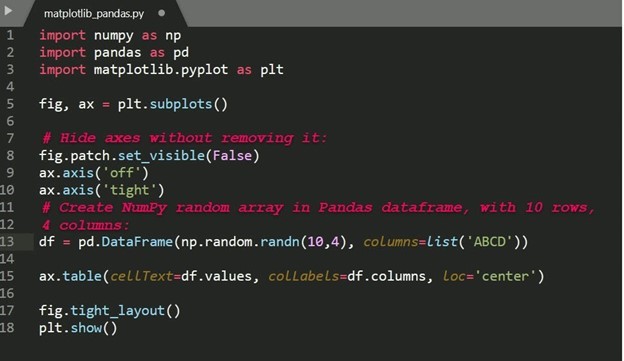 matplotlib_pandas.py
1 import numpy as np
2 import pandas as pd
3 import matplotlib.pyplot as plt
4
5 fig, ax = plt.subplots()
6
7 # Hide axes without removing it:
8 fig.patch.set_visible(False)
9 ax.axis('off')
10 ax.axis('tight')
11 # Create NumPy random array in Pandas dataframe, with 10 rows,
12 4 columns:
13 df = pd.DataFrame(np.random.randn(10,4), columns=list('ABCD'))
14
15 ax.table(cellText=df.values, colLabels=df.columns, loc='center')
16
17 fig.tight_layout()
18 plt.show()